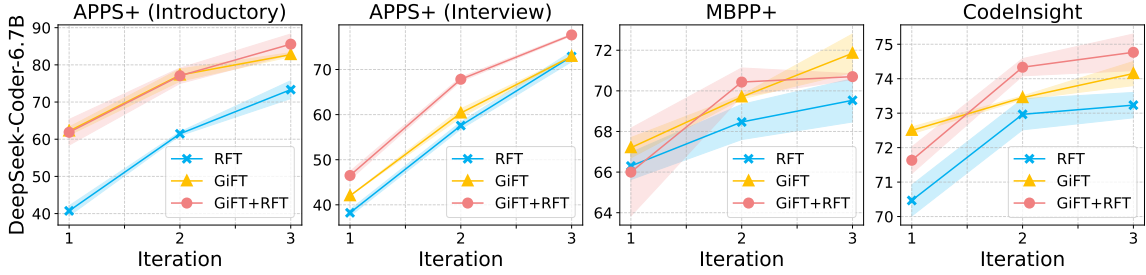 DeepSeek-Coder-6.7B
APPS+ (Introductory)
90
80
70
60
50
40
RFT
GiFT
GiFT+RFT
1
2
3
Iteration
APPS+ (Interview)
70
60
50
40
RFT
GiFT
GiFT+RFT
1
2
3
Iteration
MBPP+
72
70
68
66
64
RFT
GiFT
GiFT+RFT
1
2
3
Iteration
CodeInsight
75
74
73
72
71
70
RFT
GiFT
GiFT+RFT
1
2
3
Iteration